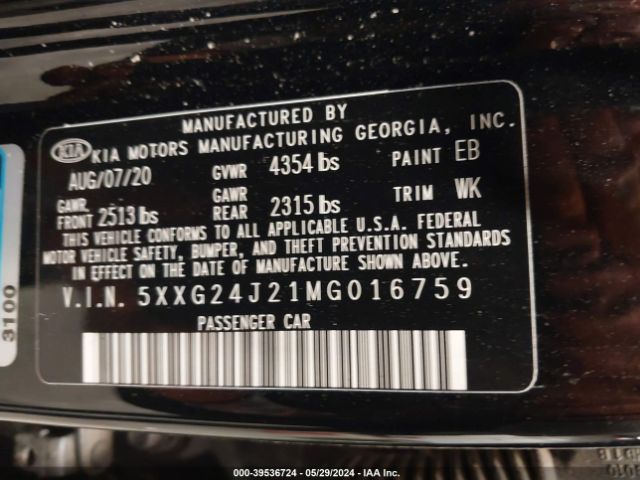 MANUFACTURED BY
KIA KIA MOTORS MANUFACTURING GEORGIA, INC.
AUG/07/20 GVWR 4354 lbs PAINT EB
GAWR FRONT 2513 lbs GAWR REAR 2315 lbs TRIM WK
THIS VEHICLE CONFORMS TO ALL APPLICABLE U.S.A. FEDERAL
MOTOR VEHICLE SAFETY, BUMPER, AND THEFT PREVENTION STANDARDS
IN EFFECT ON THE DATE OF MANUFACTURE SHOWN ABOVE.
V.I.N. 5XXG24J21MG016759
PASSENGER CAR
3100
000-39536724 - 05/29/2024 - IAA Inc.